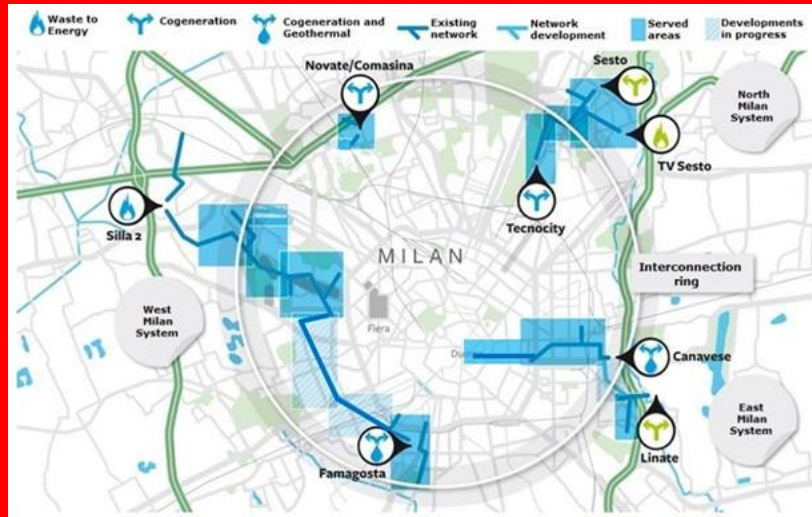 Waste to
Energy
Cogeneration
Cogeneration and
Geothermal
Existing
network
Network
development
Served
areas
Developments
in progress
Novate/Comasina
Sesto
North
Milan
System
TV Sesto
Tecnocity
Silla 2
MILAN
Interconnection
ring
West
Milan
System
Fiera
Canavese
East
Milan
System
Linate
Famagosta